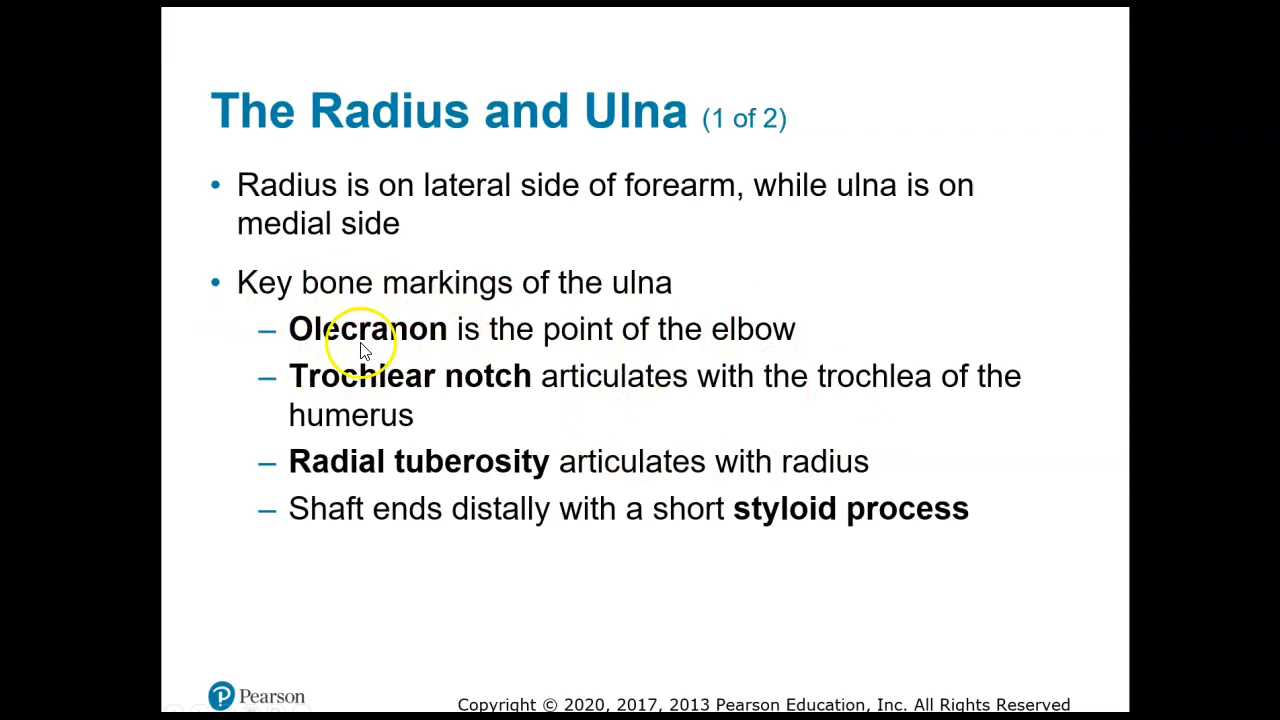 The Radius and Ulna (1 of 2)
• Radius is on lateral side of forearm, while ulna is on
medial side
• Key bone markings of the ulna
– Olecranon is the point of the elbow
– Trochlear notch articulates with the trochlea of the
humerus
– Radial tuberosity articulates with radius
– Shaft ends distally with a short styloid process
P Pearson
Copyright © 2020, 2017, 2013 Pearson Education, Inc. All Rights Reserved